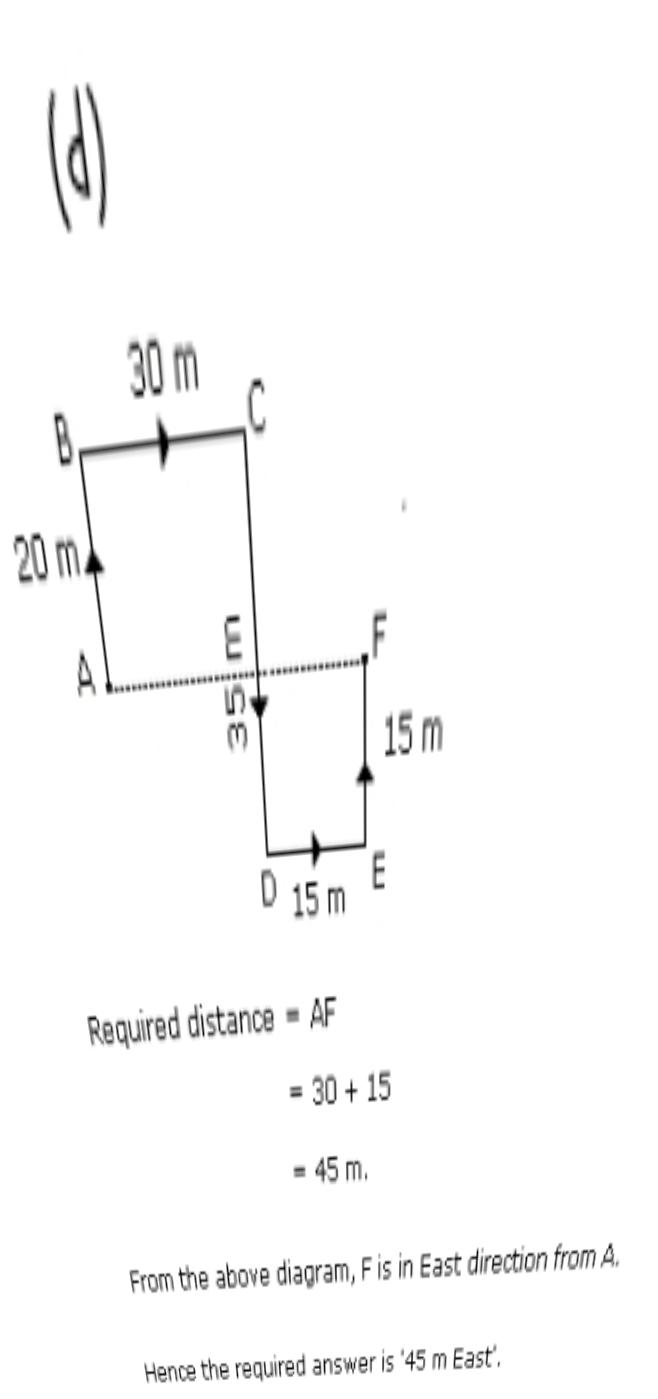 (d)
30 m
B
C
20 m
A
F
35 m
15 m
D
15 m
E
Required distance = AF
= 30 + 15
= 45 m.
From the above diagram, F is in East direction from A.
Hence the required answer is '45 m East'.